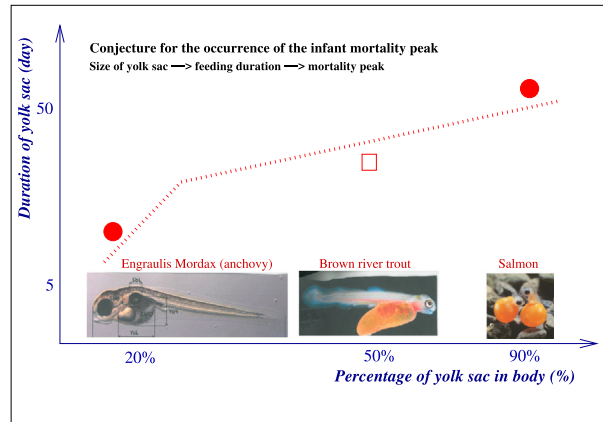 Conjecture for the occurrence of the infant mortality peak
Size of yolk sac —> feeding duration —> mortality peak
Duration of yolk sac (day)
50
5
Engraulis Mordax (anchovy)
Brown river trout
Salmon
20%
50%
90%
Percentage of yolk sac in body (%)